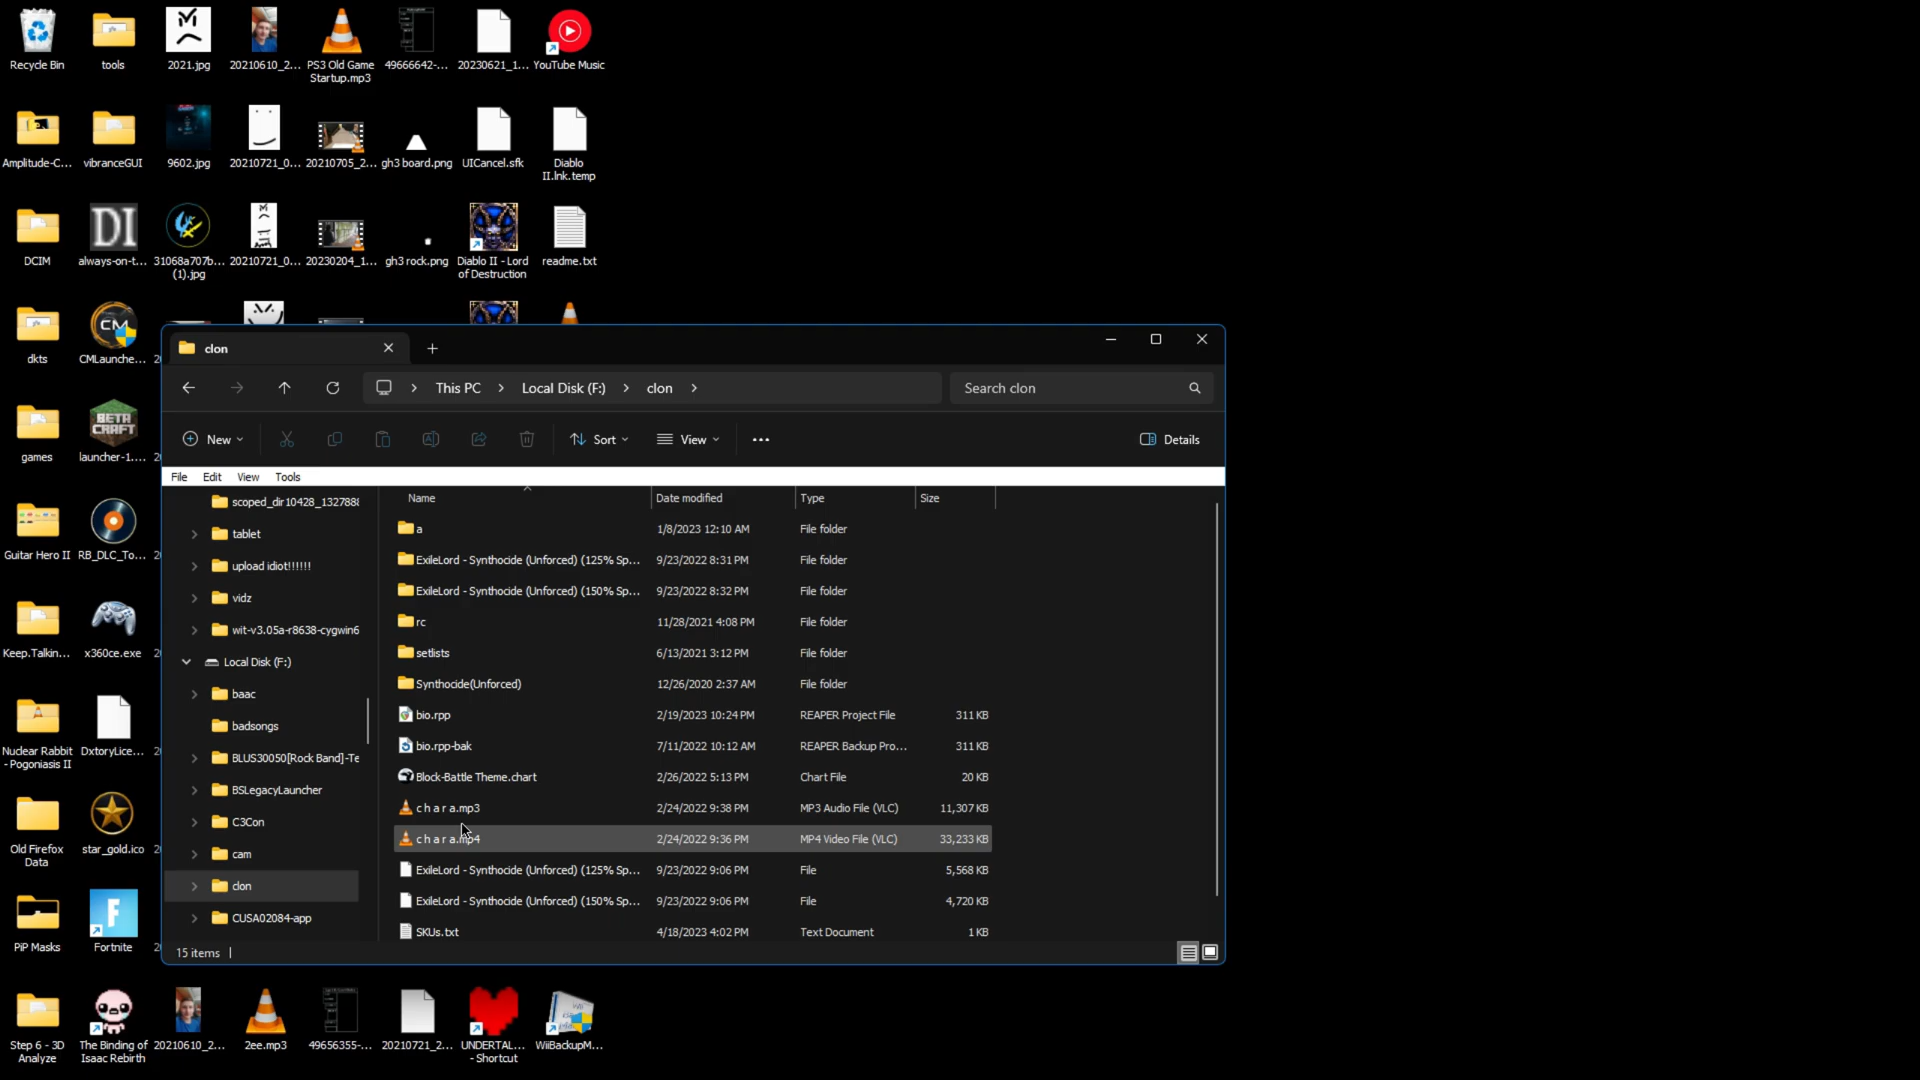 Recycle Bin
tools
2021.jpg
20210610_2...
PS3 Old Game
Startup.mp3
49666642-...
20230621_1...
YouTube Music
Amplitude-C...
vibranceGUI
9602.jpg
20210721_0...
20210705_2...
gh3 board.png
UICancel.sfk
Diablo
II.lnk.temp
DCIM
always-on-t...
31068a707b...
(1).jpg
20210721_0...
20230204_1...
gh3 rock.png
Diablo II - Lord
of Destruction
readme.txt
dkts
CMLaunche...
games
launcher-1....
Guitar Hero II
RB_DLC_To...
Keep.Talkin...
x360ce.exe
Nuclear Rabbit
- Pogoniasis II
DxtoryLice...
Old Firefox
Data
star_gold.ico
PiP Masks
Fortnite
Step 6 - 3D
Analyze
The Binding of
Isaac Rebirth
20210610_2...
2ee.mp3
49656355-...
20210721_2...
UNDERTAL...
- Shortcut
WiiBackupM...
clon
This PC
Local Disk (F:)
clon
Search clon
New
Sort
View
Details
File Edit View Tools
scoped_dir10428_1327888
tablet
upload idiot!!!!!!
vidz
wit-v3.05a-r8638-cygwin6
Local Disk (F:)
baac
badsongs
BLUS30050[Rock Band]-Te
BSLegacyLauncher
C3Con
cam
clon
CUSA02084-app
Name Date modified Type Size
a 1/8/2023 12:10 AM File folder
ExileLord - Synthocide (Unforced) (125% Sp... 9/23/2022 8:31 PM File folder
ExileLord - Synthocide (Unforced) (150% Sp... 9/23/2022 8:32 PM File folder
rc 11/28/2021 4:08 PM File folder
setlists 6/13/2021 3:12 PM File folder
Synthocide(Unforced) 12/26/2020 2:37 AM File folder
bio.rpp 2/19/2023 10:24 PM REAPER Project File 311 KB
bio.rpp-bak 7/11/2022 10:12 AM REAPER Backup Pro... 311 KB
Block-Battle Theme.chart 2/26/2022 5:13 PM Chart File 20 KB
c h a r a.mp3 2/24/2022 9:38 PM MP3 Audio File (VLC) 11,307 KB
c h a r a.mp4 2/24/2022 9:36 PM MP4 Video File (VLC) 33,233 KB
ExileLord - Synthocide (Unforced) (125% Sp... 9/23/2022 9:06 PM File 5,568 KB
ExileLord - Synthocide (Unforced) (150% Sp... 9/23/2022 9:06 PM File 4,720 KB
SKUs.txt 4/18/2023 4:02 PM Text Document 1 KB
15 items